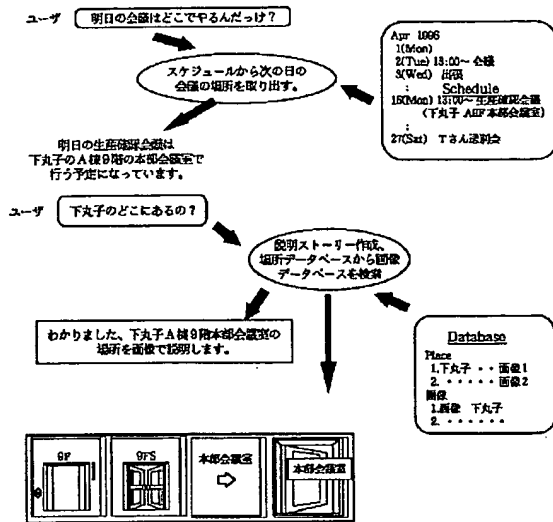 ユーザ
明日の会議はどこでやるんだっけ？
スケジュールから次の日の
会議の場所を取り出す。
Apr 1996
1(Mon)
2(Tue) 13:00～ 会議
3(Wed) 出張
:
Schedule
15(Mon) 13:00～ 生産確認会議
(下丸子 A9F 本部会議室)
:
27(Sat) Tさん送別会
明日の生産確認会議は
下丸子のA棟9階の本部会議室で
行う予定になっています。
ユーザ
下丸子のどこにあるの？
説明ストーリー作成、
場所データベースから画像
データベースを検索
わかりました、下丸子A棟9階本部会議室の
場所を画像で説明します。
Database
Place
1.下丸子 ・・画像1
2. ・・・・・ 画像2
画像
1.画像 下丸子
2. ・・・・・・
9F
9FS
本部会議室
本部会議室